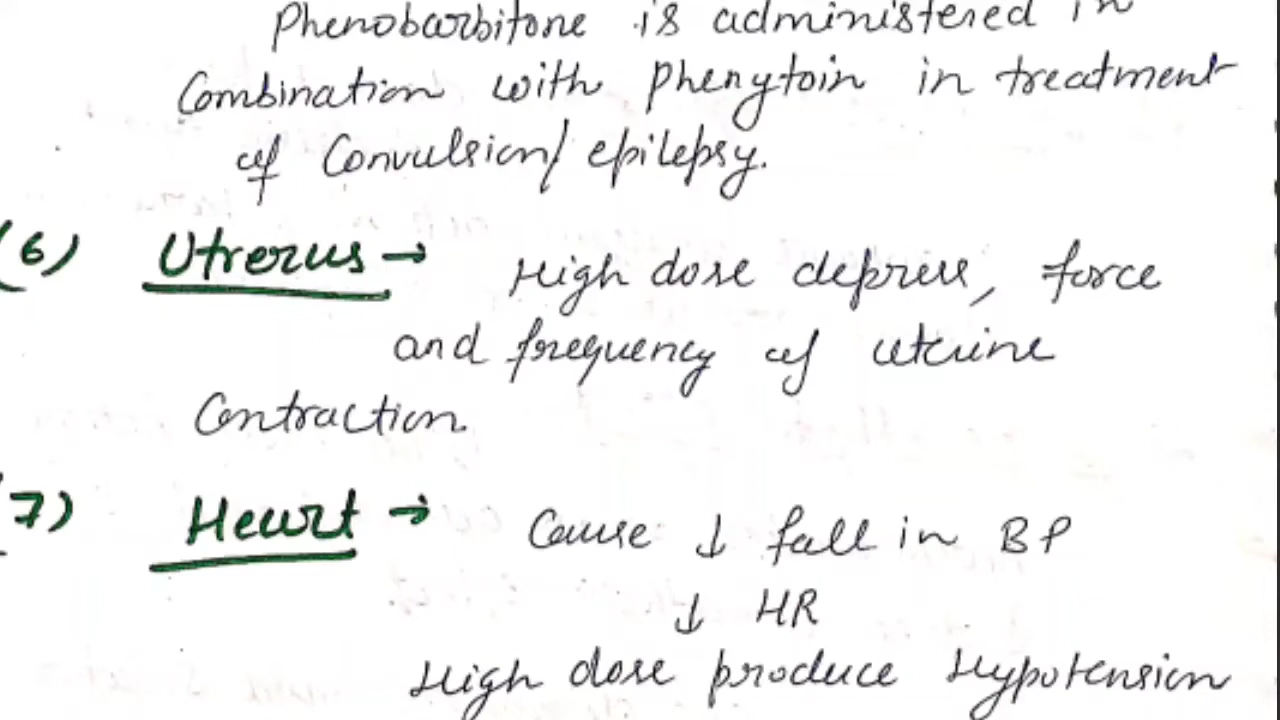 Phenobarbitone is administered in
Combination with Phenytoin in treatment
of Convulsion/ epilepsy.
(6) Utrerus → High dose depress, force
and frequency of uterine
Contraction
(7) Heart → Cause ↓ fall in BP
↓ HR
High dose produce Hypotension